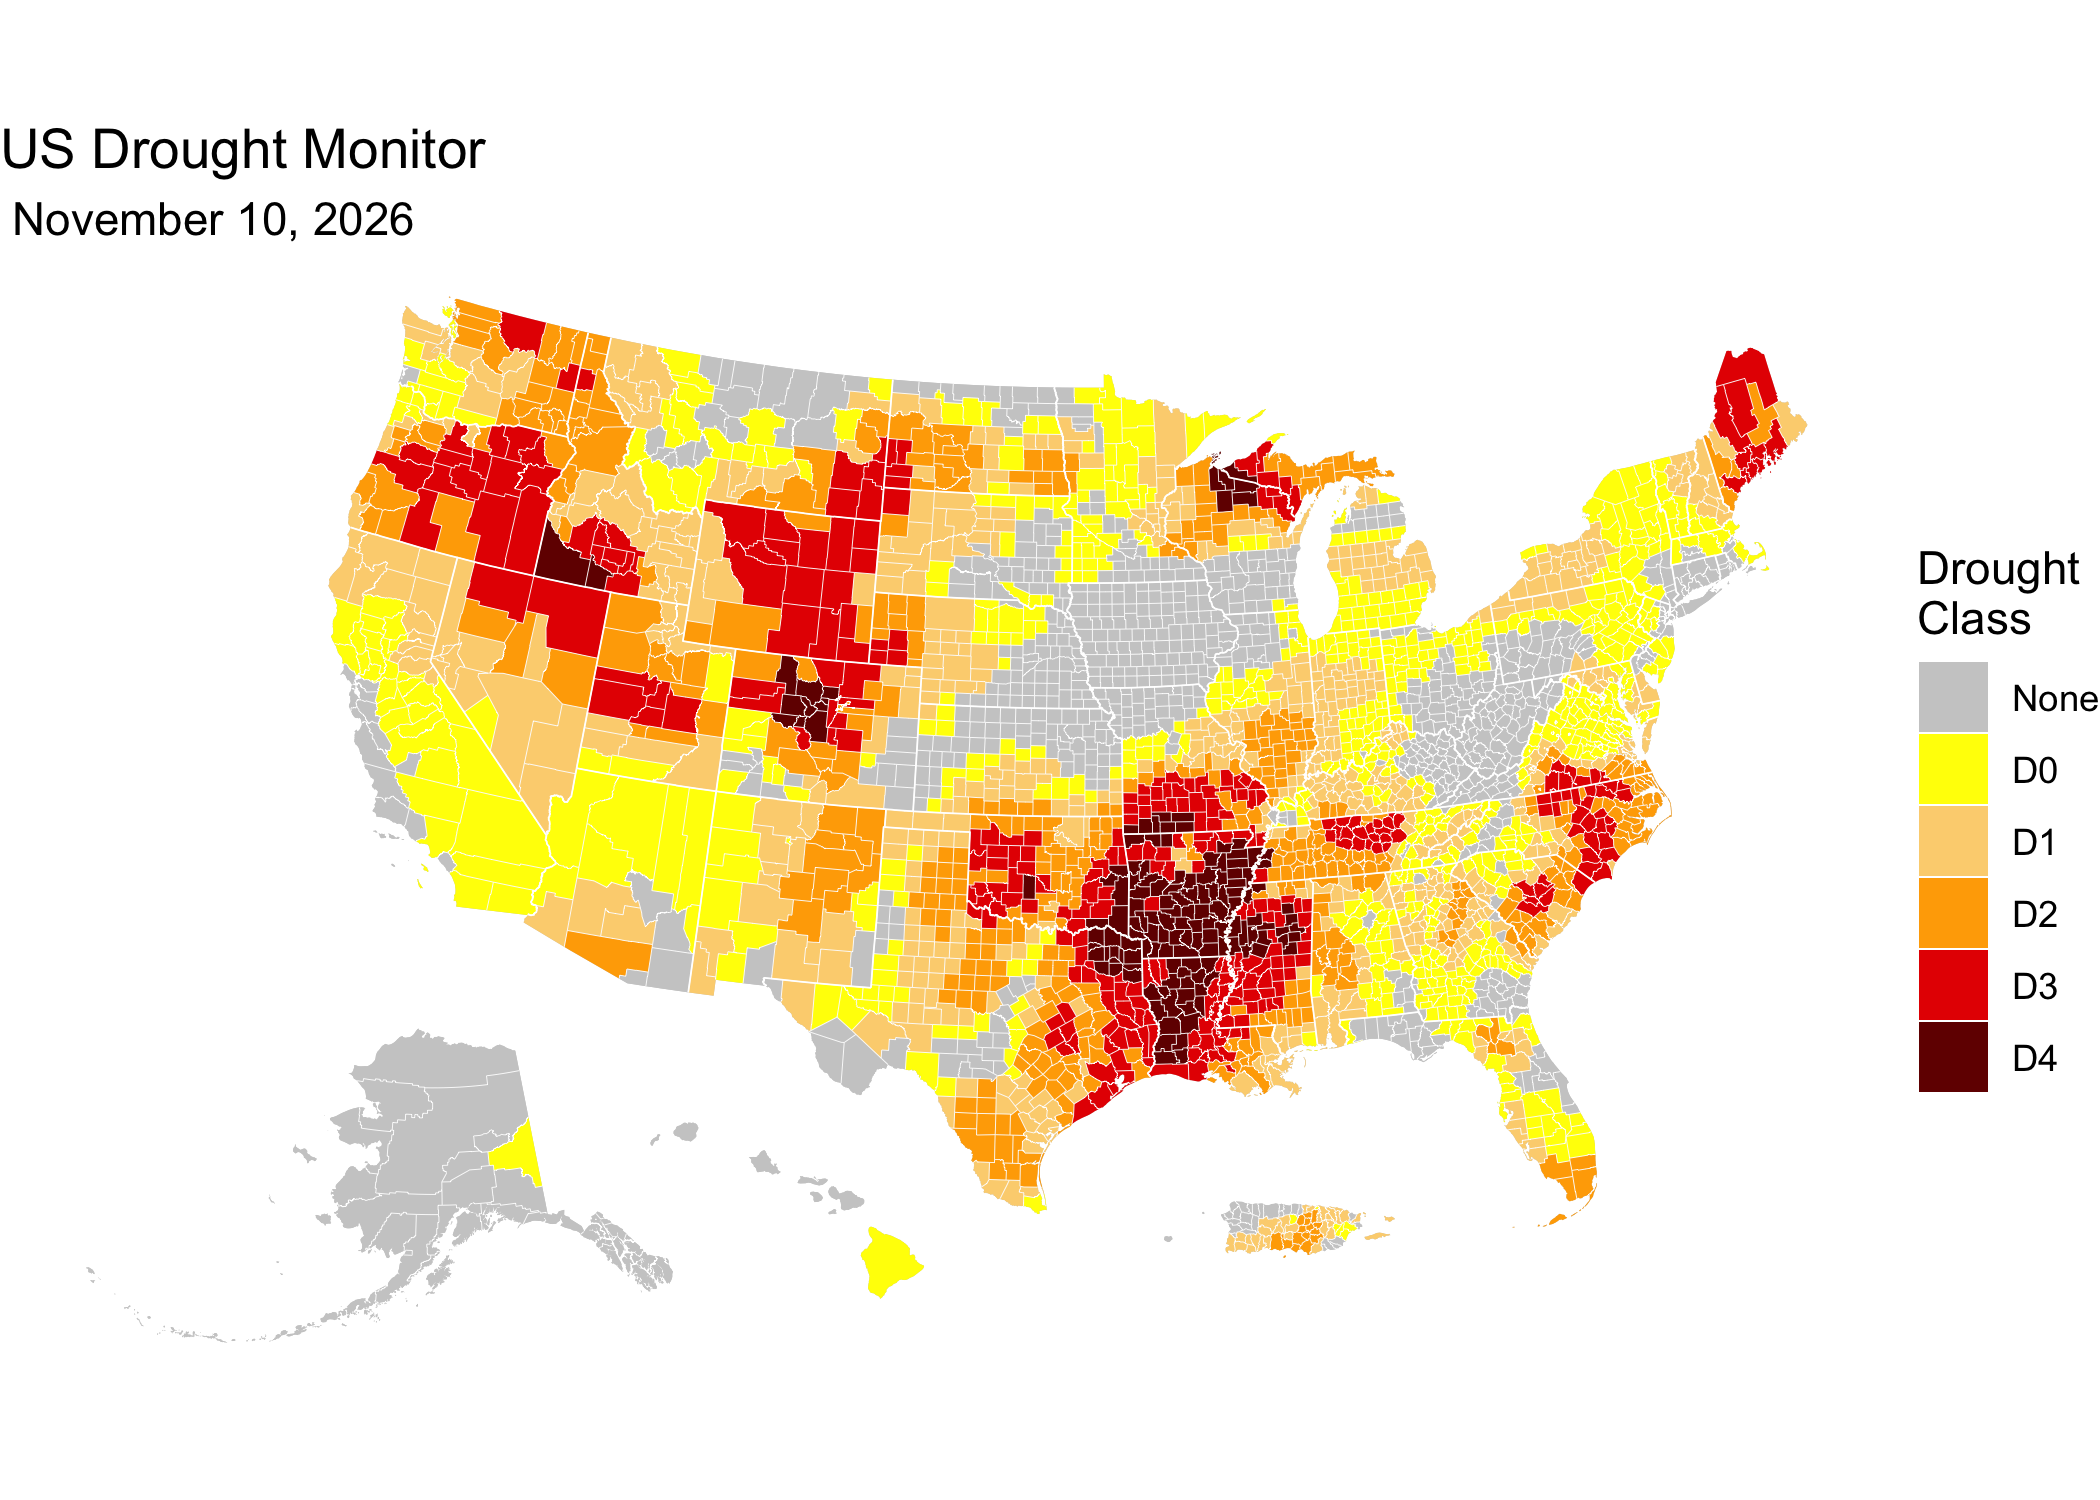 US Drought Monitor
November 10, 2026
Drought
Class
None
D0
D1
D2
D3
D4